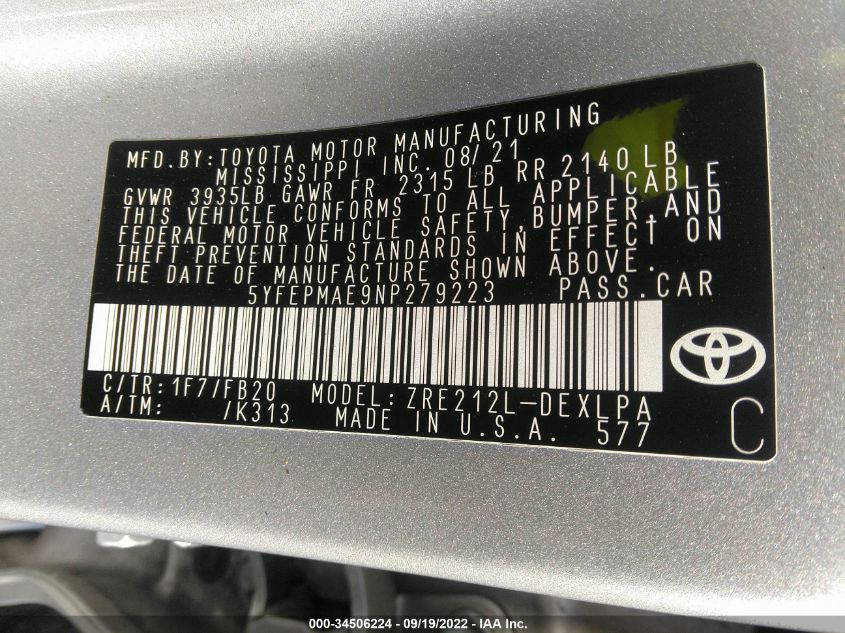 MFD.BY: TOYOTA MOTOR MANUFACTURING
MISSISSIPPI INC. 08/21
GVWR 3935LB GAWR FR 2315 LB RR 2140 LB
THIS VEHICLE CONFORMS TO ALL APPLICABLE
FEDERAL MOTOR VEHICLE SAFETY, BUMPER, AND
THEFT PREVENTION STANDARDS IN EFFECT ON
THE DATE OF MANUFACTURE SHOWN ABOVE.
5YFEPMAE9NP279223 PASS.CAR
C/TR: 1F7/FB20 MODEL: ZRE212L-DEXLPA
A/TM: /K313 MADE IN U.S.A. 577
C
000-34506224 - 09/19/2022 - IAA Inc.